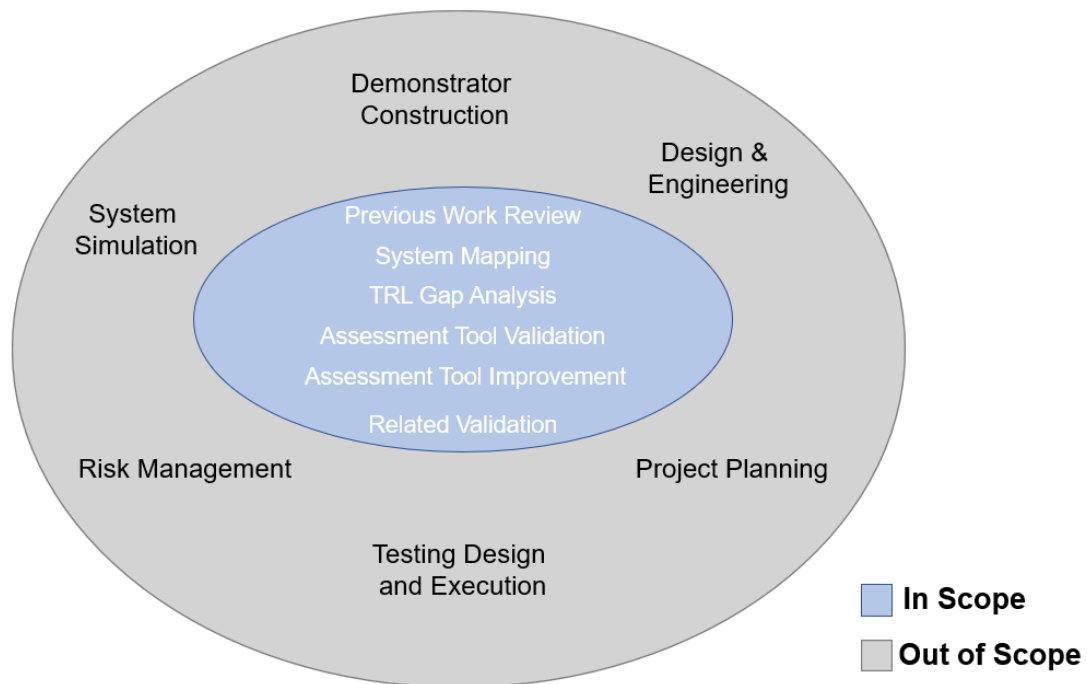 Demonstrator
Construction
Design &
Engineering
System
Simulation
Previous Work Review
System Mapping
TRL Gap Analysis
Assessment Tool Validation
Assessment Tool Improvement
Related Validation
Risk Management
Project Planning
Testing Design
and Execution
In Scope
Out of Scope